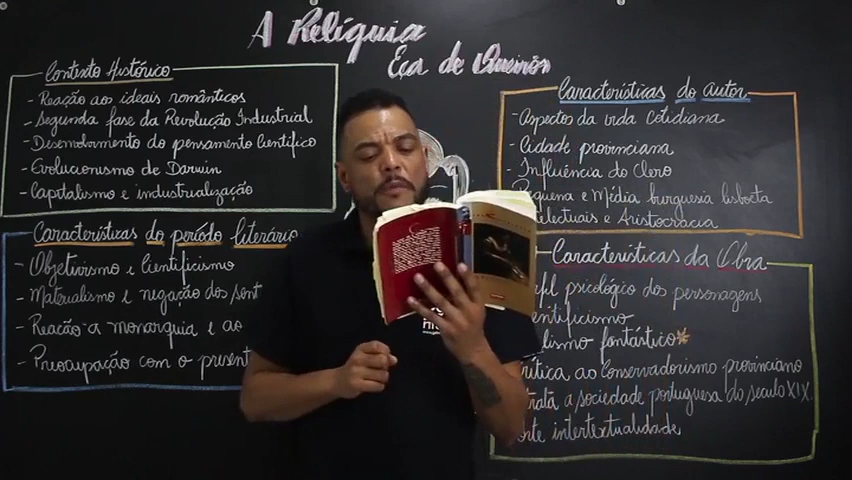 A Relíquia
Eça de Queirós
Contexto Histórico
- Reação aos ideais românticos
- Segunda fase da Revolução Industrial
- Desenvolvimento do pensamento científico
- Evolucionismo de Darwin
- Capitalismo e industrialização
Características do período literário
- Objetivismo e cientificismo
- Materialismo e negação dos sent
- Reação a monarquia e ao
- Preocupação com o present
Características do autor
- Aspectos da vida cotidiana
- Cidade provinciana
- Influência do Clero
Pequena e Média burguesia lisboeta
telectuais e Aristocracia
Características da Obra
fil psicológico dos personagens
entificismo
lismo fantástico*
rítica ao conservadorismo provinciano
trata a sociedade portuguesa do seculo XIX.
orte intertextualidade